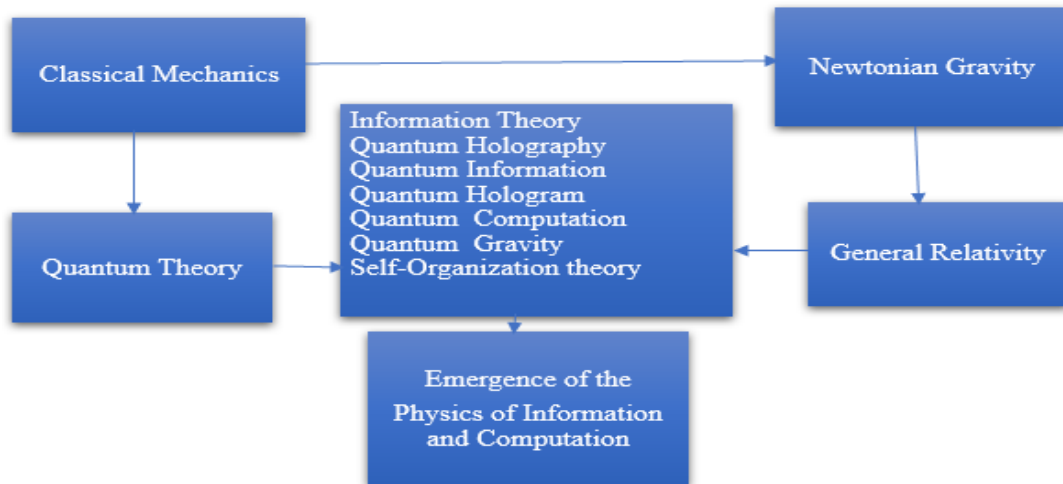 Classical Mechanics
Newtonian Gravity
Information Theory
Quantum Holography
Quantum Information
Quantum Hologram
Quantum Computation
Quantum Gravity
Self-Organization theory
Quantum Theory
General Relativity
Emergence of the
Physics of Information
and Computation